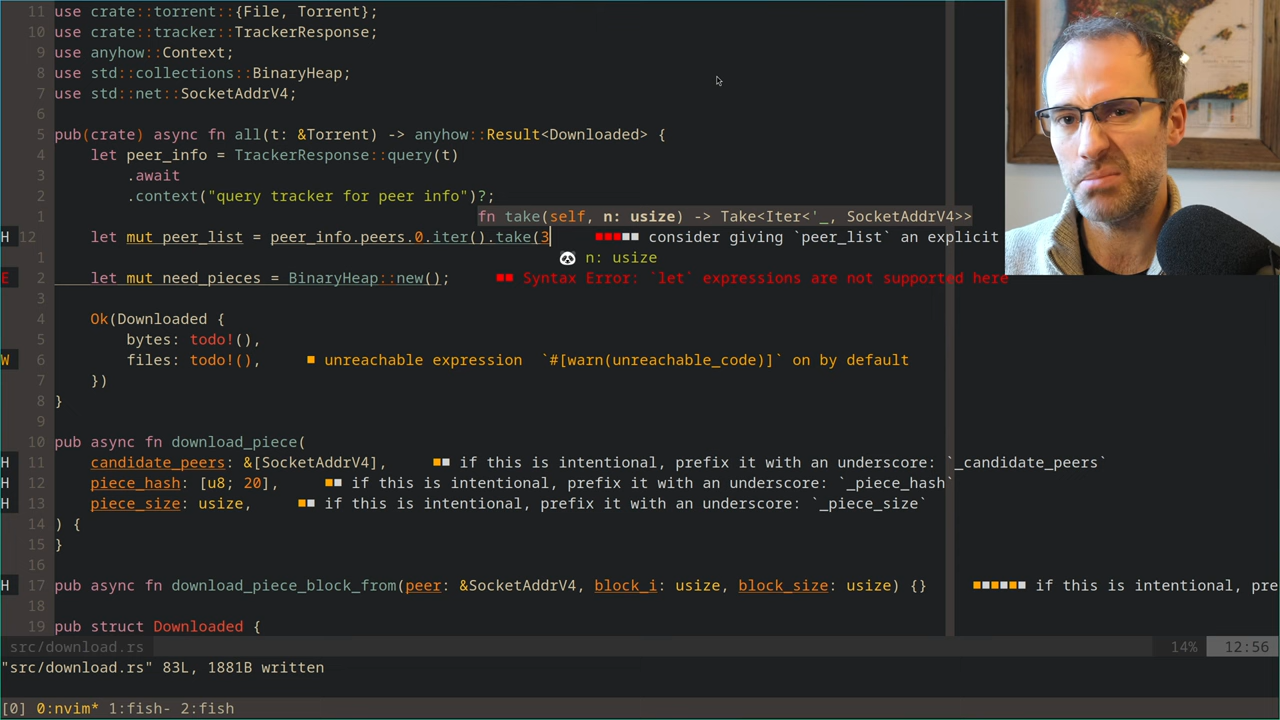 11 use crate::torrent::{File, Torrent};
10 use crate::tracker::TrackerResponse;
9 use anyhow::Context;
8 use std::collections::BinaryHeap;
7 use std::net::SocketAddrV4;
6
5 pub(crate) async fn all(t: &Torrent) -> anyhow::Result<Downloaded> {
4     let peer_info = TrackerResponse::query(t)
3         .await
2         .context("query tracker for peer info")?;
1 fn take(self, n: usize) -> Take<Iter<'_, SocketAddrV4>>
H 12     let mut peer_list = peer_info.peers.0.iter().take(3     consider giving `peer_list` an explicit
1 n: usize
E 2     let mut need_pieces = BinaryHeap::new();     Syntax Error: `let` expressions are not supported here
3
4     Ok(Downloaded {
5         bytes: todo!(),
W 6         files: todo!(),     unreachable expression  `#[warn(unreachable_code)]` on by default
7     })
8 }
9
10 pub async fn download_piece(
H 11     candidate_peers: &[SocketAddrV4],     if this is intentional, prefix it with an underscore: `_candidate_peers`
H 12     piece_hash: [u8; 20],     if this is intentional, prefix it with an underscore: `_piece_hash`
H 13     piece_size: usize,     if this is intentional, prefix it with an underscore: `_piece_size`
14 ) {
15 }
16
H 17 pub async fn download_piece_block_from(peer: &SocketAddrV4, block_i: usize, block_size: usize) {}     if this is intentional, pre
18
19 pub struct Downloaded {
src/download.rs 14% 12:56
"src/download.rs" 83L, 1881B written
[0] 0:nvim* 1:fish- 2:fish